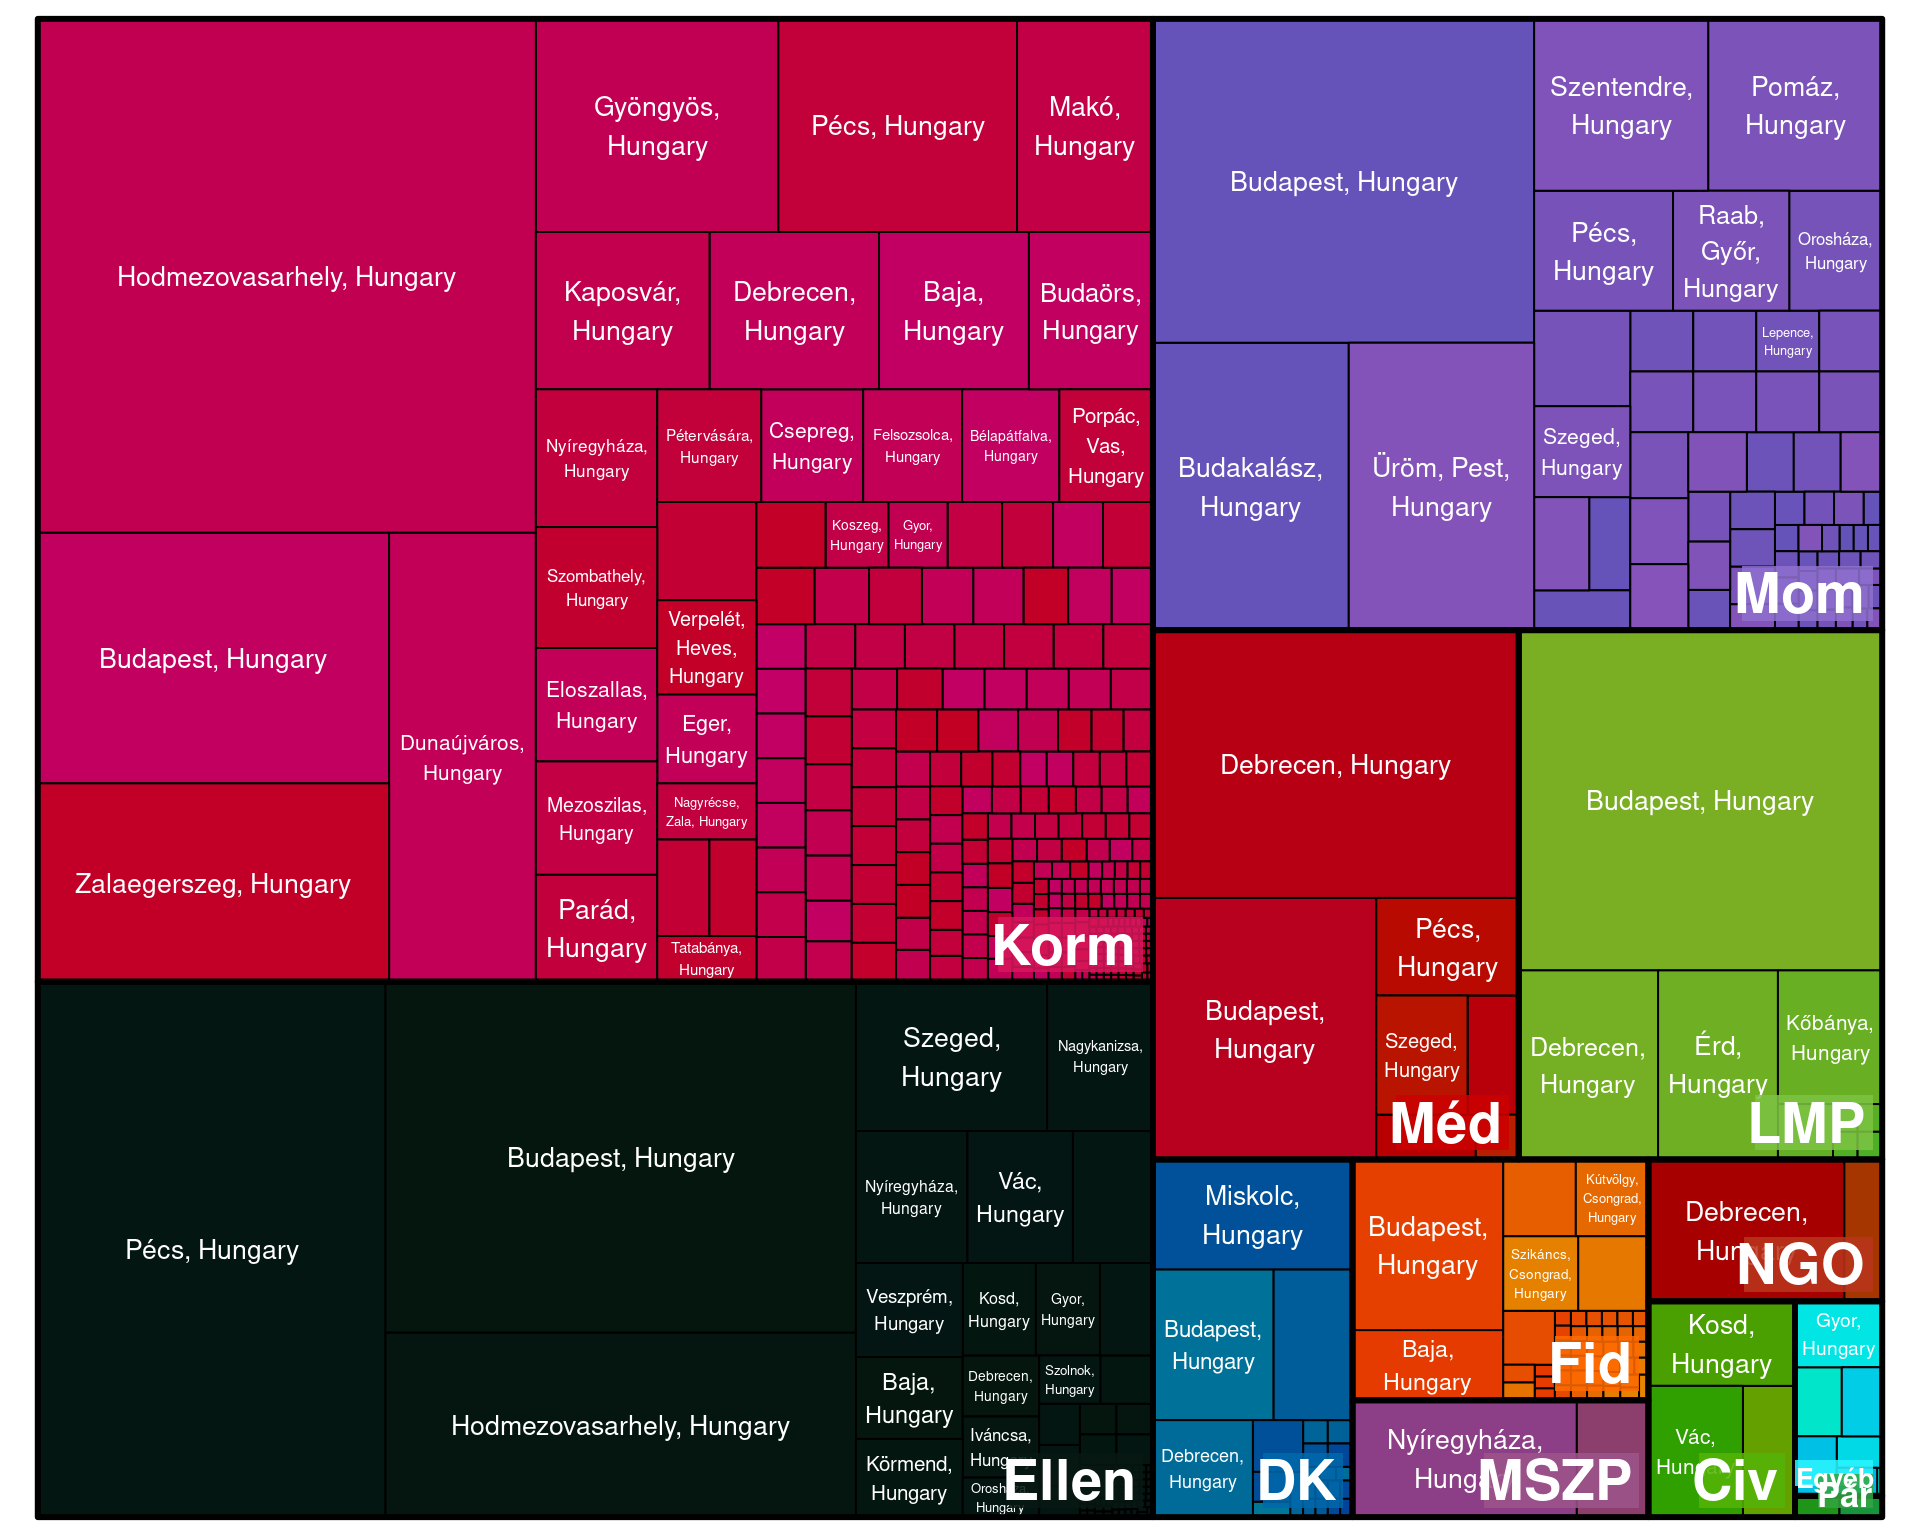 Hodmezovasarhely, Hungary
Budapest, Hungary
Zalaegerszeg, Hungary
Dunaújváros,
Hungary
Gyöngyös,
Hungary
Pécs, Hungary
Makó,
Hungary
Kaposvár,
Hungary
Debrecen,
Hungary
Baja,
Hungary
Budaörs,
Hungary
Nyíregyháza,
Hungary
Szombathely,
Hungary
Eloszallas,
Hungary
Mezoszilas,
Hungary
Parád,
Hungary
Pétervására,
Hungary
Csepreg,
Hungary
Felsozsolca,
Hungary
Bélapátfalva,
Hungary
Porpác,
Vas,
Hungary
Koszeg,
Hungary
Gyor,
Hungary
Verpelét,
Heves,
Hungary
Eger,
Hungary
Nagyrécse,
Zala, Hungary
Tatabánya,
Hungary
Korm
Budapest, Hungary
Budakalász,
Hungary
Üröm, Pest,
Hungary
Szentendre,
Hungary
Pomáz,
Hungary
Pécs,
Hungary
Raab,
Győr,
Hungary
Orosháza,
Hungary
Lepence,
Hungary
Szeged,
Hungary
Mom
Debrecen, Hungary
Budapest,
Hungary
Pécs,
Hungary
Szeged,
Hungary
Méd
Budapest, Hungary
Debrecen,
Hungary
Érd,
Hungary
Kőbánya,
Hungary
LMP
Pécs, Hungary
Budapest, Hungary
Hodmezovasarhely, Hungary
Szeged,
Hungary
Nagykanizsa,
Hungary
Nyíregyháza,
Hungary
Vác,
Hungary
Veszprém,
Hungary
Kosd,
Hungary
Gyor,
Hungary
Baja,
Hungary
Debrecen,
Hungary
Szolnok,
Hungary
Körmend,
Hungary
Iváncsa,
Hungary
Orosháza,
Hungary
Ellen
Miskolc,
Hungary
Budapest,
Hungary
Debrecen,
Hungary
DK
Budapest,
Hungary
Baja,
Hungary
Kútvölgy,
Csongrad,
Hungary
Szikáncs,
Csongrad,
Hungary
Fid
Debrecen,
Hungary
NGO
Nyíregyháza,
Hungary
MSZP
Kosd,
Hungary
Vác,
Hungary
Civ
Gyor,
Hungary
Egyéb
Pár